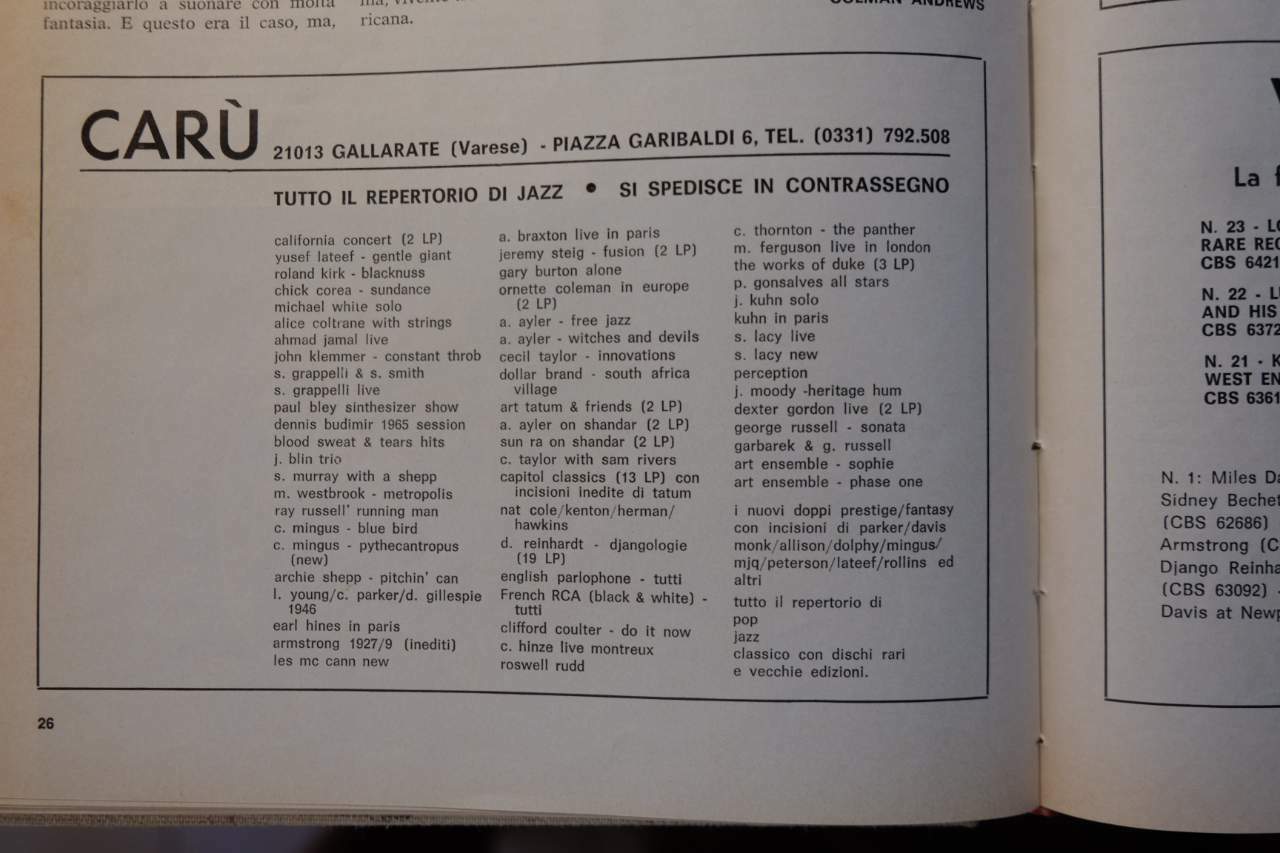 incoraggiarlo a suonare con molta
fantasia. E questo era il caso, ma,
ricana.
COLMAN ANDREWS
CARÙ
21013 GALLARATE (Varese) - PIAZZA GARIBALDI 6, TEL. (0331) 792.508
TUTTO IL REPERTORIO DI JAZZ • SI SPEDISCE IN CONTRASSEGNO
california concert (2 LP)
yusef lateef - gentle giant
roland kirk - blacknuss
chick corea - sundance
michael white solo
alice coltrane with strings
ahmad jamal live
john klemmer - constant throb
s. grappelli & s. smith
s. grappelli live
paul bley sinthesizer show
dennis budimir 1965 session
blood sweat & tears hits
j. blin trio
s. murray with a shepp
m. westbrook - metropolis
ray russell' running man
c. mingus - blue bird
c. mingus - pythecantropus
(new)
archie shepp - pitchin' can
l. young/c. parker/d. gillespie
1946
earl hines in paris
armstrong 1927/9 (inediti)
les mc cann new
a. braxton live in paris
jeremy steig - fusion (2 LP)
gary burton alone
ornette coleman in europe
(2 LP)
a. ayler - free jazz
a. ayler - witches and devils
cecil taylor - innovations
dollar brand - south africa
village
art tatum & friends (2 LP)
a. ayler on shandar (2 LP)
sun ra on shandar (2 LP)
c. taylor with sam rivers
capitol classics (13 LP) con
incisioni inedite di tatum
nat cole/kenton/herman/
hawkins
d. reinhardt - djangologie
(19 LP)
english parlophone - tutti
French RCA (black & white) -
tutti
clifford coulter - do it now
c. hinze live montreux
roswell rudd
c. thornton - the panther
m. ferguson live in london
the works of duke (3 LP)
p. gonsalves all stars
j. kuhn solo
kuhn in paris
s. lacy live
s. lacy new
perception
j. moody -heritage hum
dexter gordon live (2 LP)
george russell - sonata
garbarek & g. russell
art ensemble - sophie
art ensemble - phase one
i nuovi doppi prestige/fantasy
con incisioni di parker/davis
monk/allison/dolphy/mingus/
mjq/peterson/lateef/rollins ed
altri
tutto il repertorio di
pop
jazz
classico con dischi rari
e vecchie edizioni.
26
La
N. 23 -
RARE
CBS 6421
N. 22 -
AND HIS
CBS 6372
N. 21 -
WEST
CBS 6361
N. 1: Miles
Sidney Bechet
(CBS 62686)
Armstrong
Django
(CBS 63092)
Davis at